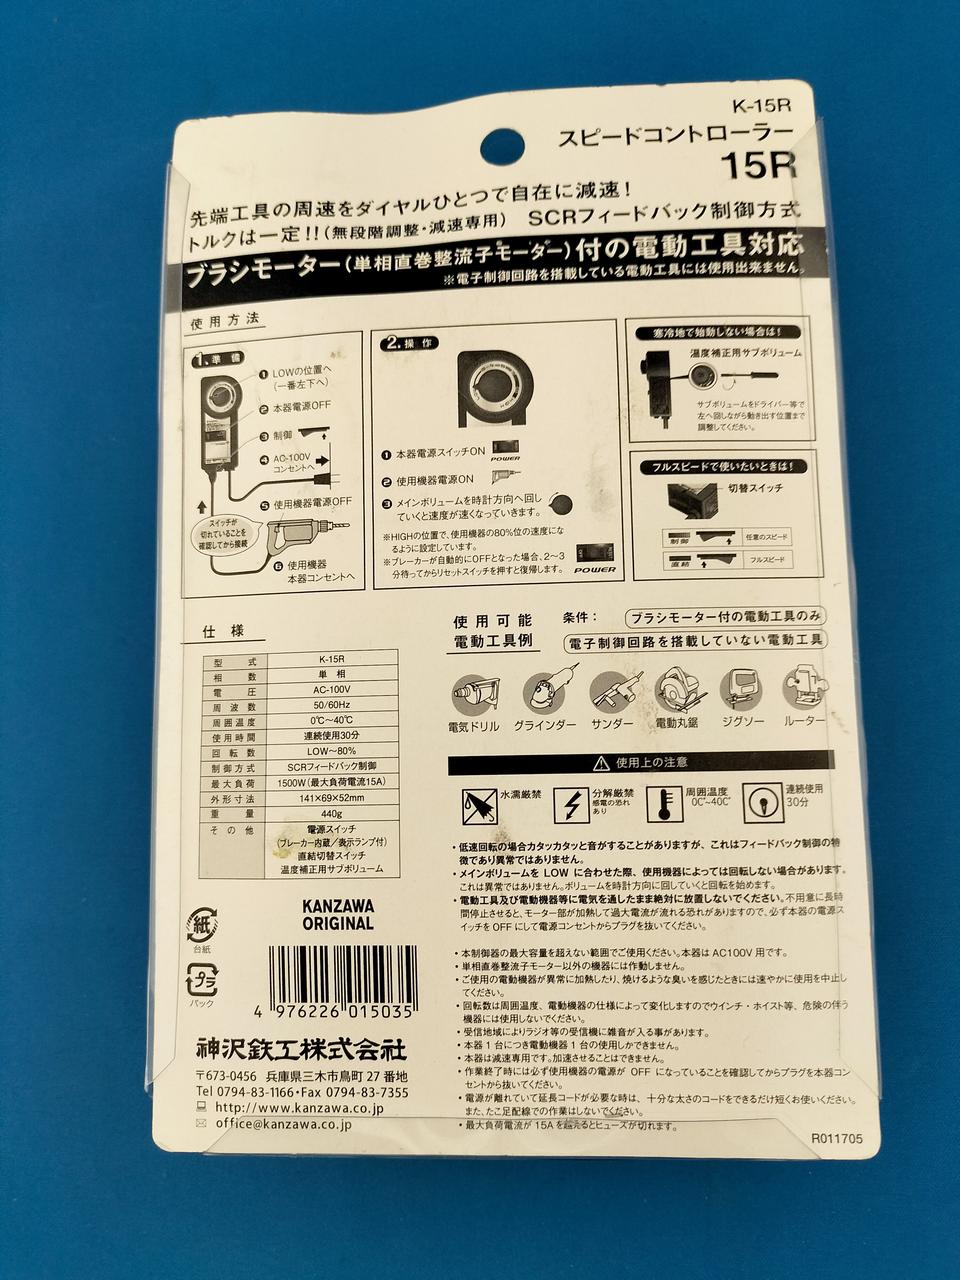 K-15R
スピードコントローラー
15R
先端工具の周速をダイヤルひとつで自在に減速!
トルクは一定!!(無段階調整・減速専用) SCRフィードバック制御方式
ブラシモーター(単相直巻整流子モーター)付の電動工具対応
※電子制御回路を搭載している電動工具には使用出来ません。
使用方法
1.準備
❶ LOWの位置へ
(一番左下へ)
❷ 本器電源OFF
❸ 制御
❹ AC-100V
コンセントへ
❺ 使用機器電源OFF
スイッチが
切れていることを
確認してから接続
❻ 使用機器
本器コンセントへ
2.操作
HIGH
❶ 本器電源スイッチON
POWER
❷ 使用機器電源ON
❸ メインボリュームを時計方向へ回し
ていくと速度が速くなっていきます。
※HIGHの位置で、使用機器の80%位の速度にな
るように設定しています。
※ブレーカーが自動的にOFFとなった場合、2〜3
分待ってからリセットスイッチを押すと復帰します。
POWER
寒冷地で始動しない場合は!
温度補正用サブボリューム
サブボリュームをドライバー等で
左へ回しながら動き出す位置まで
調整してください。
フルスピードで使いたいときは!
切替スイッチ
制御 任意のスピード
直結 フルスピード
仕様
型式 K-15R
相数 単相
電圧 AC-100V
周波数 50/60Hz
周囲温度 0℃〜40℃
使用時間 連続使用30分
回転数 LOW〜80%
制御方式 SCRフィードバック制御
最大負荷 1500W(最大負荷電流15A)
外形寸法 141×69×52mm
重量 440g
その他 電源スイッチ
(ブレーカー内蔵/表示ランプ付)
直結切替スイッチ
温度補正用サブボリューム
使用可能
電動工具例
条件: ブラシモーター付の電動工具のみ
電子制御回路を搭載していない電動工具
電気ドリル グラインダー サンダー 電動丸鋸 ジグソー ルーター
⚠ 使用上の注意
水濡厳禁
分解厳禁
感電の恐れ
あり
周囲温度
0C°~40C°
連続使用
30分
・低速回転の場合カタッカタッと音がすることがありますが、これはフィードバック制御の特
徴であり異常ではありません。
・メインボリュームを LOW に合わせた際、使用機器によっては回転しない場合があります。
これは異常ではありません。ボリュームを時計方向に回していくと回転を始めます。
・電動工具及び電動機器等に電気を通したまま絶対に放置しないでください。不用意に長時
間停止させると、モーター部が加熱して過大電流が流れる恐れがありますので、必ず本器の電源ス
イッチを OFF にして電源コンセントからプラグを抜いてください。
・本制御器の最大容量を超えない範囲でご使用ください。本器は AC100V 用です。
・単相直巻整流子モーター以外の機器には作動しません。
・ご使用の電動機器が異常に加熱したり、焼けるような臭いを感じたときには速やかに使用を中止し
てください。
・回転数は周囲温度、電動機器の仕様によって変化しますのでウインチ・ホイスト等、危険の伴う
機器には使用しないでください。
・受信地域によりラジオ等の受信機に雑音が入る事があります。
・本器1台につき電動機器1台の使用しかできません。
・本器は減速専用です。加速させることはできません。
・作業終了時には必ず使用機器の電源が OFF になっていることを確認してからプラグを本器コン
セントから抜いてください。
・電源が離れていて延長コードが必要な時は、十分な太さのコードをできるだけ短くお使いください。
また、たこ足配線での作業はしないでください。
・最大負荷電流が 15A を超えるとヒューズが切れます。
紙
台紙
プラ
パック
KANZAWA
ORIGINAL
4 976226 015035
神沢鉄工株式会社
〒673-0456 兵庫県三木市鳥町27番地
Tel 0794-83-1166・Fax 0794-83-7355
http://www.kanzawa.co.jp
office@kanzawa.co.jp
R011705